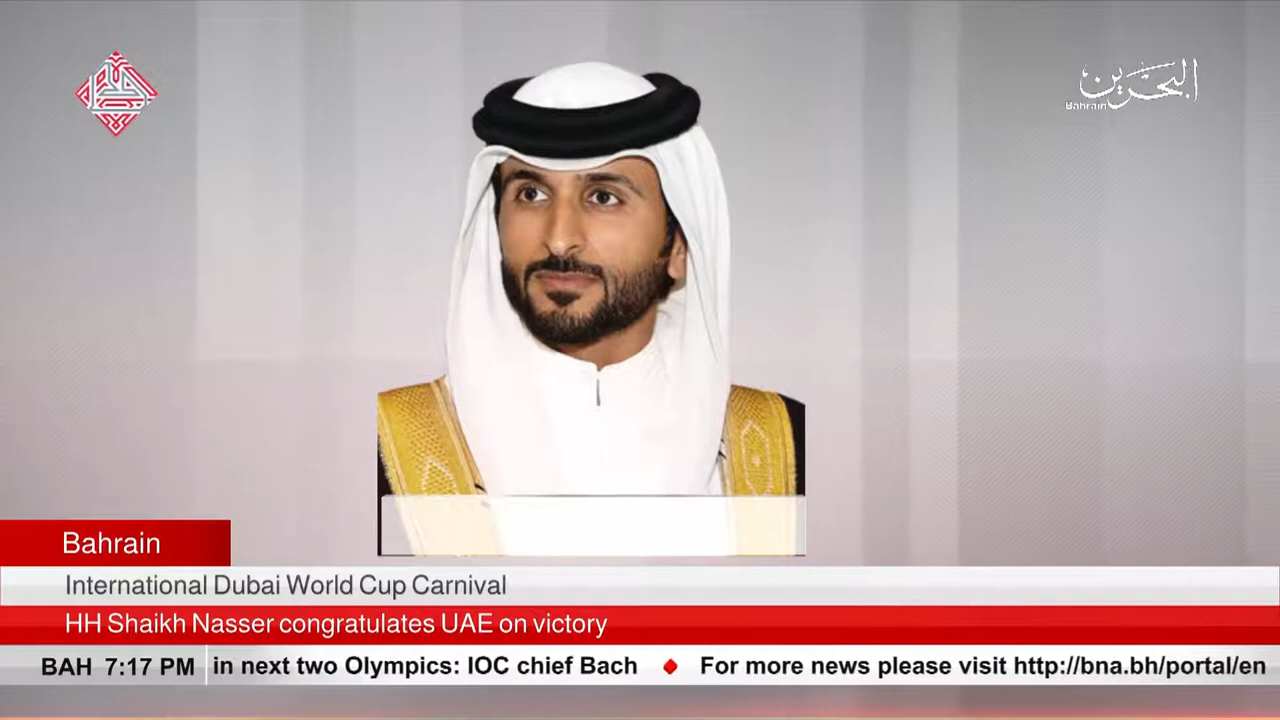 البحرين
Bahrain
Bahrain
International Dubai World Cup Carnival
HH Shaikh Nasser congratulates UAE on victory
BAH 7:17 PM in next two Olympics: IOC chief Bach ♦ For more news please visit http://bna.bh/portal/en